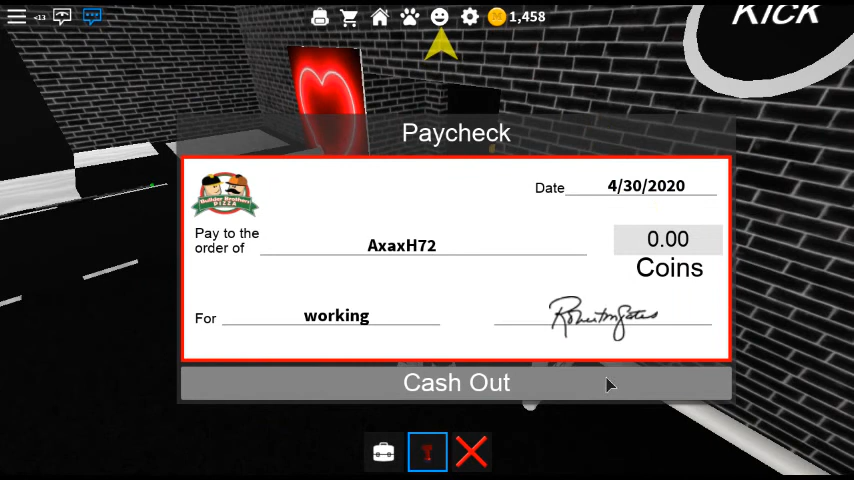 <13
1,458
KICK
Paycheck
Builder Brothers
PIZZA
Date 4/30/2020
Pay to the
order of AxaxH72
0.00
Coins
For working
Cash Out